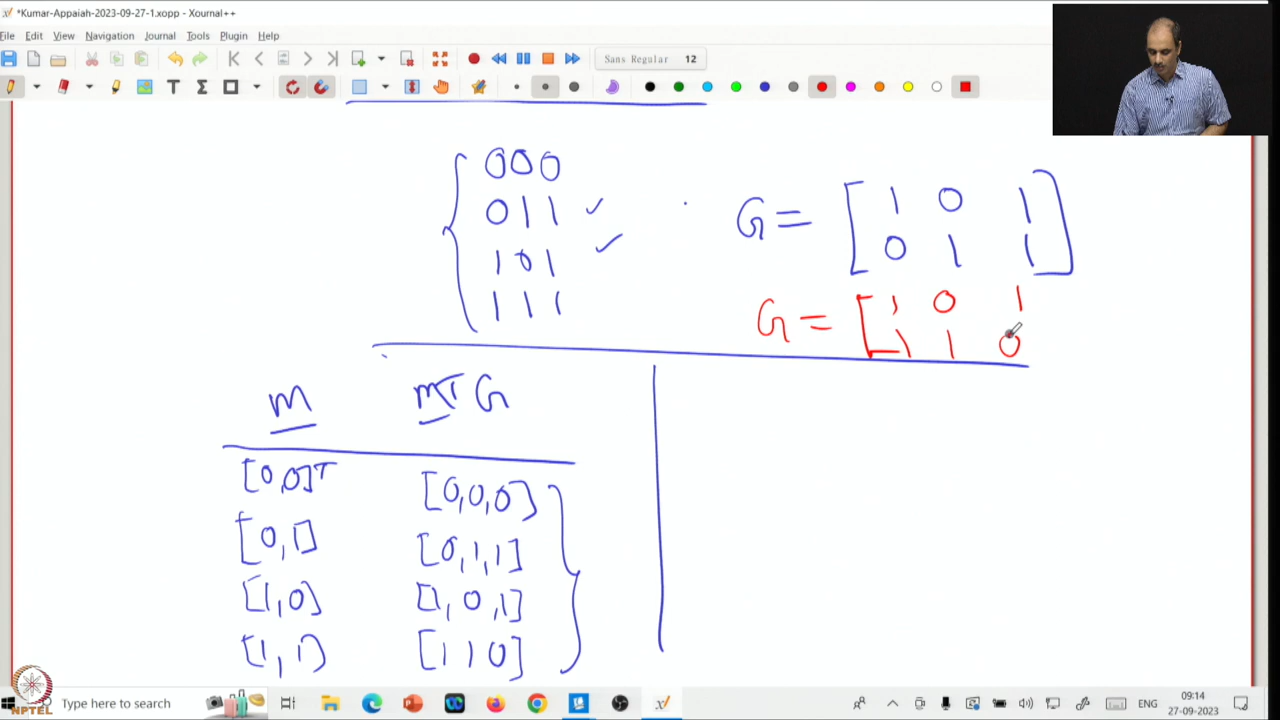 *Kumar-Appaiah-2023-09-27-1.xopp - Xournal++
File Edit View Navigation Journal Tools Plugin Help
Sans Regular 12
000
011 ✓
101 ✓
111
G = [ 1 0 1
0 1 1 ]
G = [ 1 0 1
1 1 0
m mᵀG
[0,0]ᵀ [0,0,0]
[0,1] [0,1,1]
[1,0] [1,0,1]
[1,1] [1 1 0]
NPTEL
Type here to search
ENG
09:14
27-09-2023